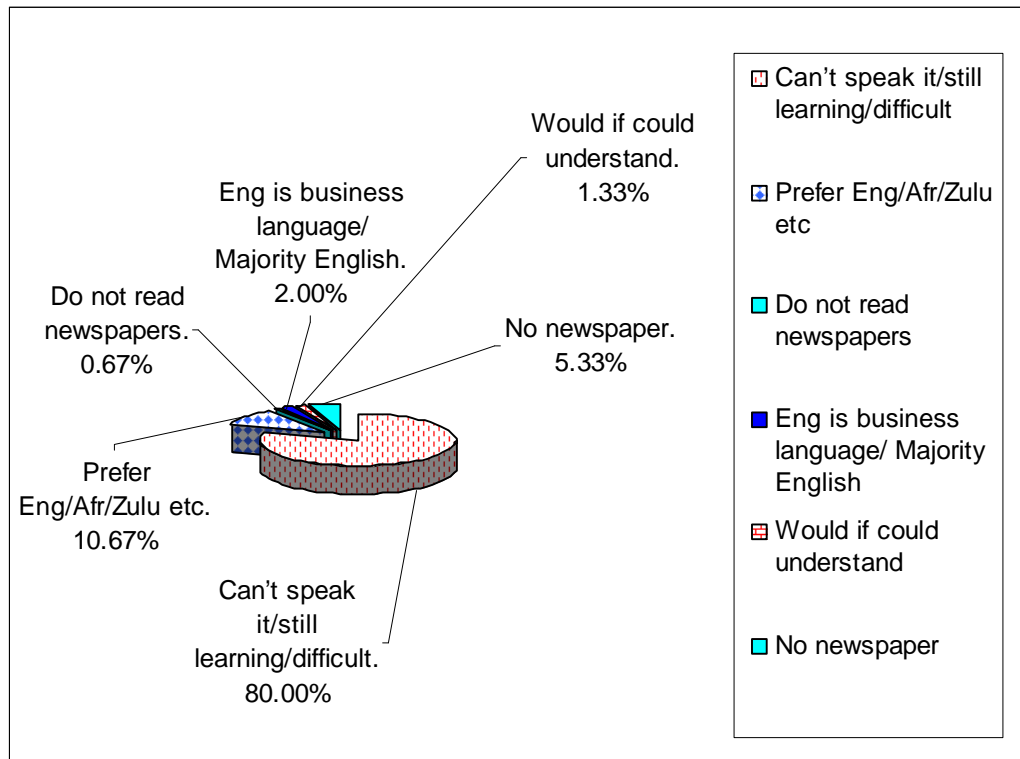 Would if could
understand.
1.33%
Eng is business
language/
Majority English.
2.00%
Do not read
newspapers.
0.67%
No newspaper.
5.33%
Prefer
Eng/Afr/Zulu etc.
10.67%
Can't speak
it/still
learning/difficult.
80.00%
Can't speak it/still
learning/difficult
Prefer Eng/Afr/Zulu
etc
Do not read
newspapers
Eng is business
language/ Majority
English
Would if could
understand
No newspaper